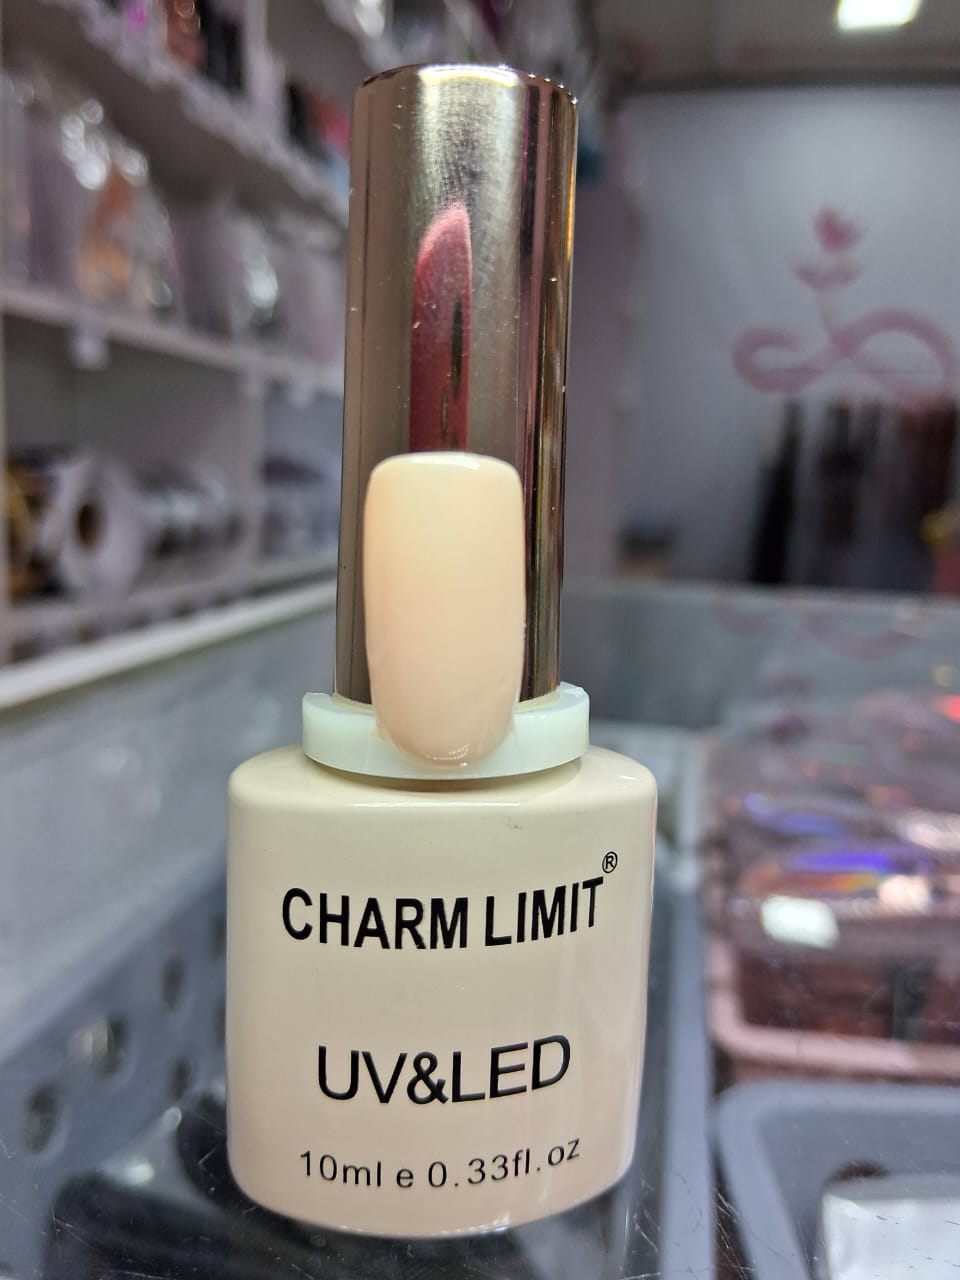 CHARM LIMIT®
UV&LED
10ml e 0.33fl.oz